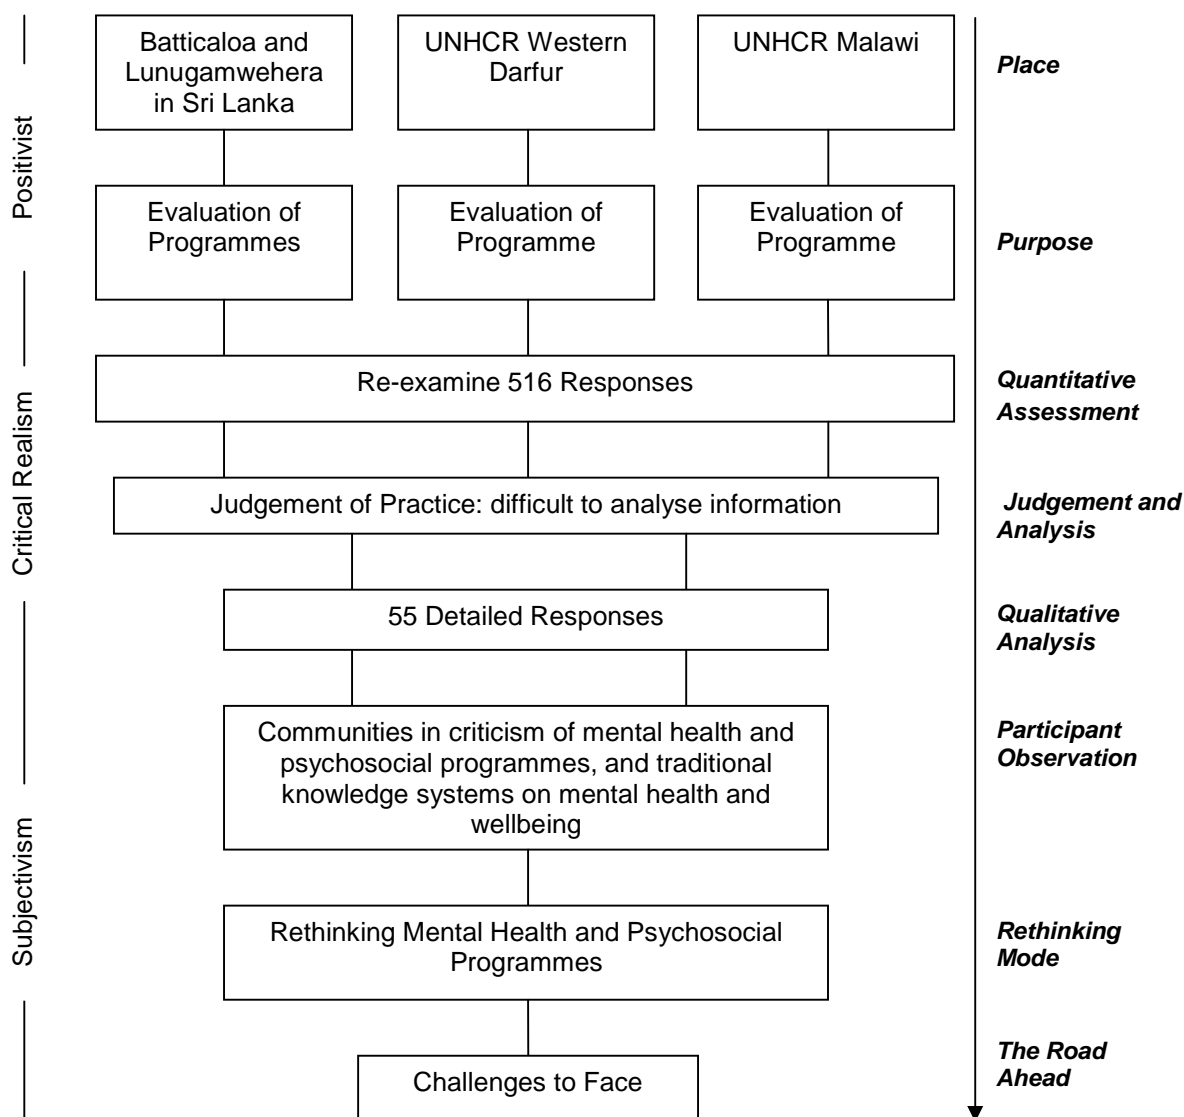 Batticaloa and
Lunugamwehera
in Sri Lanka
UNHCR Western
Darfur
UNHCR Malawi
Place
Positivist
Evaluation of
Programmes
Evaluation of
Programme
Evaluation of
Programme
Purpose
Re-examine 516 Responses
Quantitative
Assessment
Critical Realism
Judgement of Practice: difficult to analyse information
Judgement and
Analysis
55 Detailed Responses
Qualitative
Analysis
Communities in criticism of mental health and
psychosocial programmes, and traditional
knowledge systems on mental health and
wellbeing
Participant
Observation
Subjectivism
Rethinking Mental Health and Psychosocial
Programmes
Rethinking
Mode
Challenges to Face
The Road
Ahead